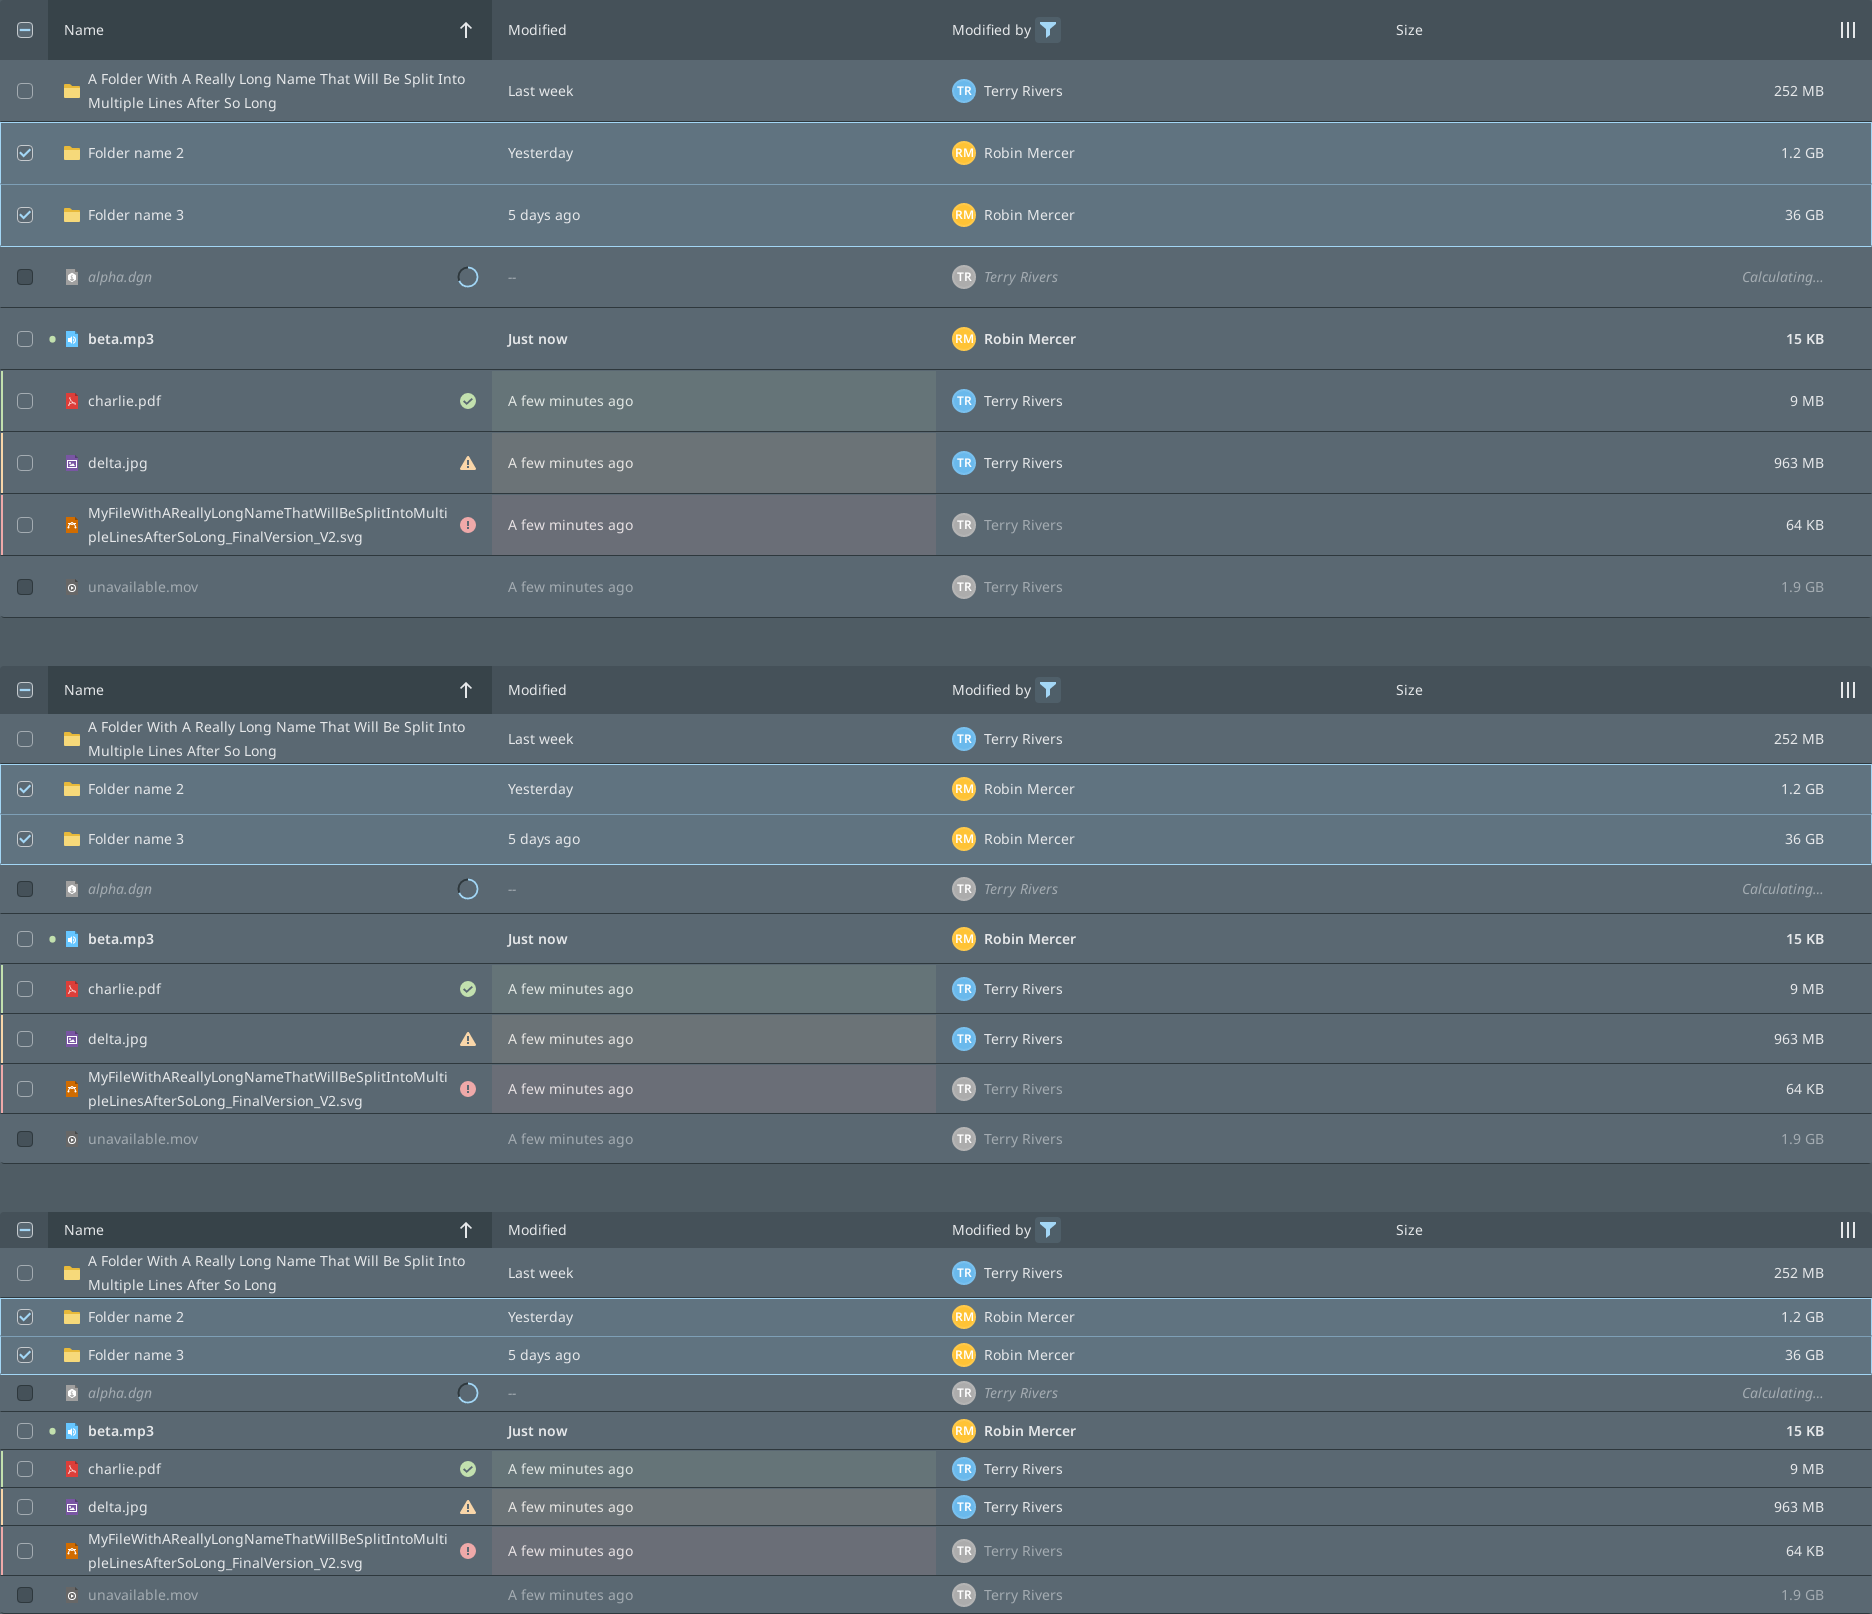 Name Modified Modified by Size
A Folder With A Really Long Name That Will Be Split Into
Multiple Lines After So Long
Last week TR Terry Rivers 252 MB
Folder name 2 Yesterday RM Robin Mercer 1.2 GB
Folder name 3 5 days ago RM Robin Mercer 36 GB
alpha.dgn -- TR Terry Rivers Calculating...
beta.mp3 Just now RM Robin Mercer 15 KB
charlie.pdf A few minutes ago TR Terry Rivers 9 MB
delta.jpg A few minutes ago TR Terry Rivers 963 MB
MyFileWithAReallyLongNameThatWillBeSplitIntoMulti
pleLinesAfterSoLong_FinalVersion_V2.svg
A few minutes ago TR Terry Rivers 64 KB
unavailable.mov A few minutes ago TR Terry Rivers 1.9 GB
Name Modified Modified by Size
A Folder With A Really Long Name That Will Be Split Into
Multiple Lines After So Long
Last week TR Terry Rivers 252 MB
Folder name 2 Yesterday RM Robin Mercer 1.2 GB
Folder name 3 5 days ago RM Robin Mercer 36 GB
alpha.dgn -- TR Terry Rivers Calculating...
beta.mp3 Just now RM Robin Mercer 15 KB
charlie.pdf A few minutes ago TR Terry Rivers 9 MB
delta.jpg A few minutes ago TR Terry Rivers 963 MB
MyFileWithAReallyLongNameThatWillBeSplitIntoMulti
pleLinesAfterSoLong_FinalVersion_V2.svg
A few minutes ago TR Terry Rivers 64 KB
unavailable.mov A few minutes ago TR Terry Rivers 1.9 GB
Name Modified Modified by Size
A Folder With A Really Long Name That Will Be Split Into
Multiple Lines After So Long
Last week TR Terry Rivers 252 MB
Folder name 2 Yesterday RM Robin Mercer 1.2 GB
Folder name 3 5 days ago RM Robin Mercer 36 GB
alpha.dgn -- TR Terry Rivers Calculating...
beta.mp3 Just now RM Robin Mercer 15 KB
charlie.pdf A few minutes ago TR Terry Rivers 9 MB
delta.jpg A few minutes ago TR Terry Rivers 963 MB
MyFileWithAReallyLongNameThatWillBeSplitIntoMulti
pleLinesAfterSoLong_FinalVersion_V2.svg
A few minutes ago TR Terry Rivers 64 KB
unavailable.mov A few minutes ago TR Terry Rivers 1.9 GB